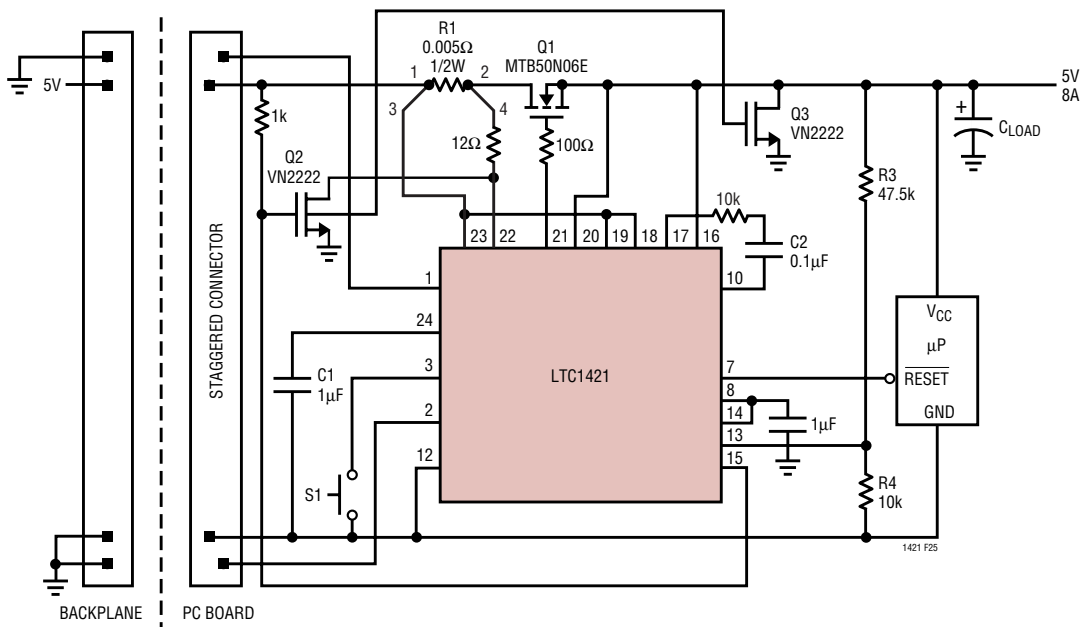 R1
0.005Ω
1/2W
1
2
3
4
Q1
MTB50N06E
5V
1k
12Ω
100Ω
Q2
VN2222
Q3
VN2222
5V
8A
+
CLOAD
R3
47.5k
10k
C2
0.1µF
23
22
21
20
19
18
17
16
1
24
3
2
12
10
7
8
14
13
15
LTC1421
STAGGERED CONNECTOR
C1
1µF
S1
1µF
VCC
µP
RESET
GND
R4
10k
1421 F25
BACKPLANE
PC BOARD